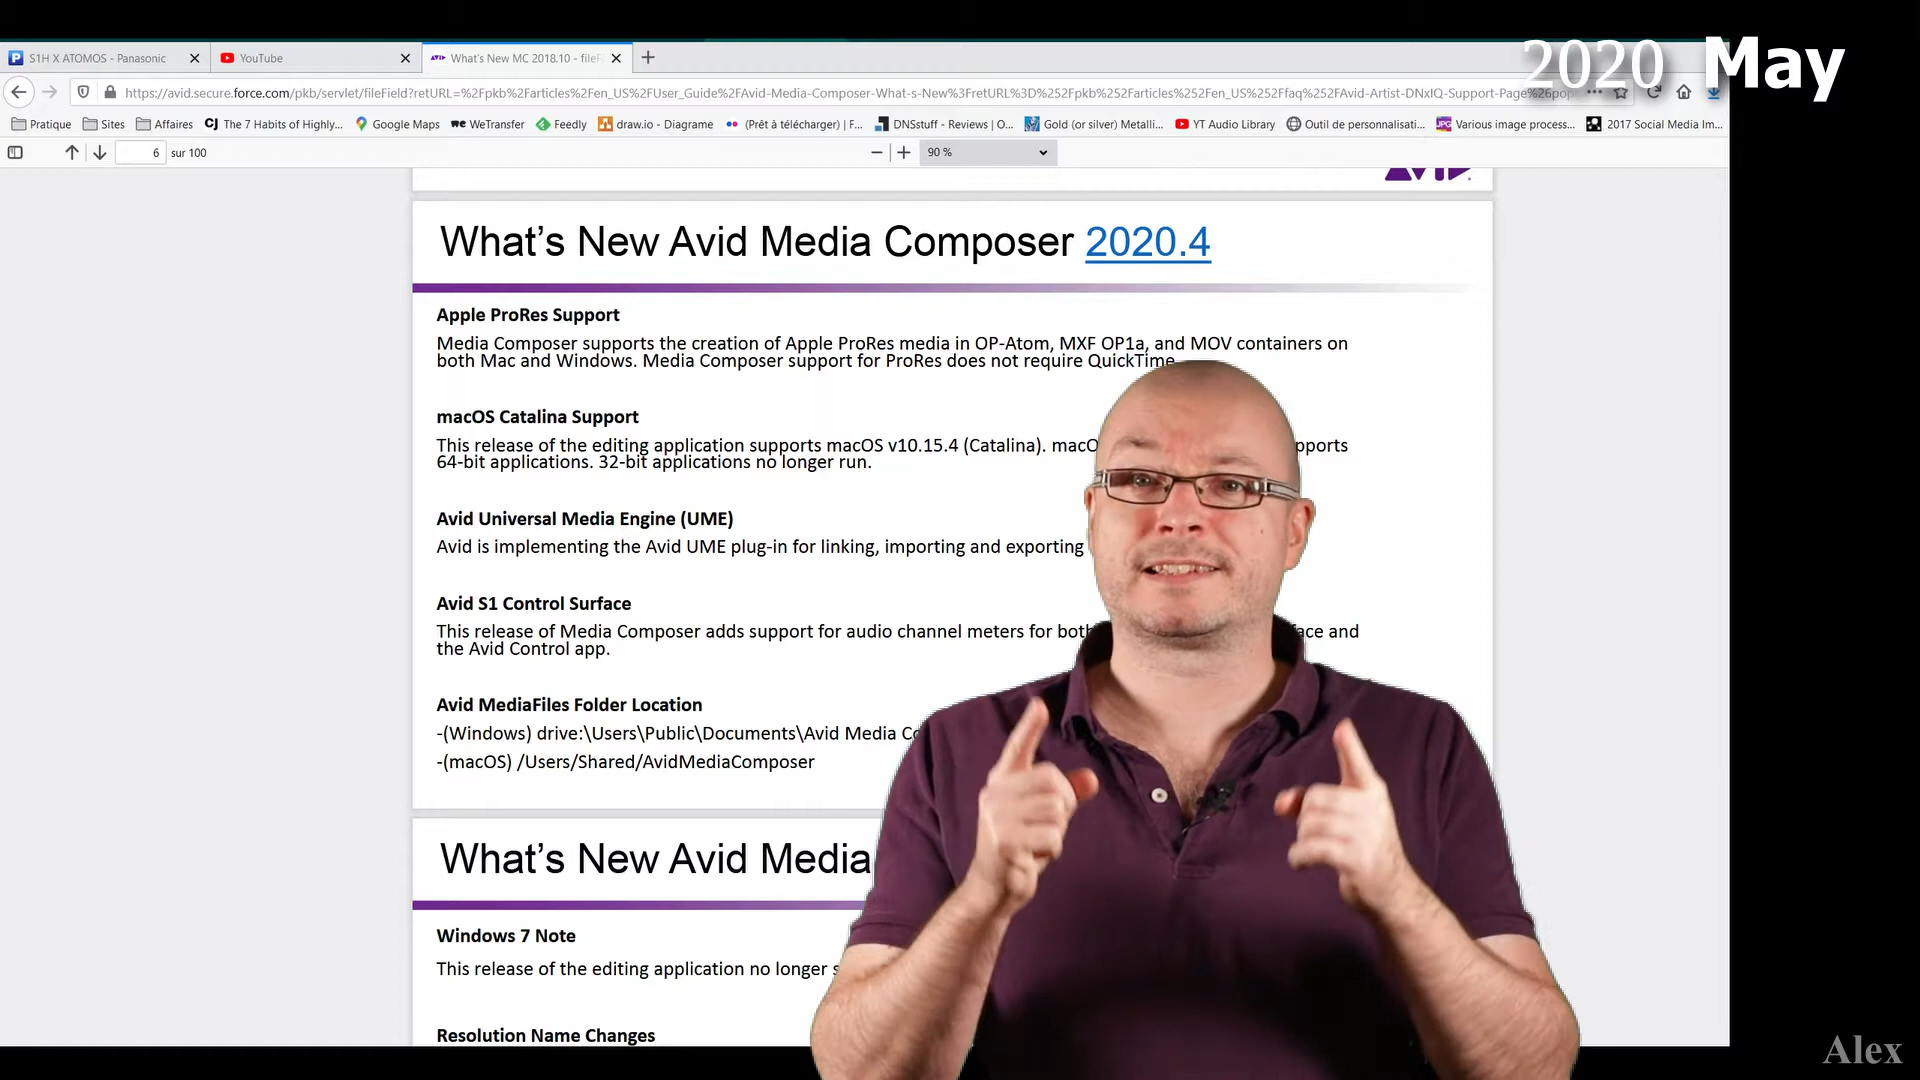 2020 May
S1H X ATOMOS - Panasonic
YouTube
What's New MC 2018.10 - fileF
https://avid.secure.force.com/pkb/servlet/fileField?retURL=%2Fpkb%2Farticles%2Fen_US%2FUser_Guide%2FAvid-Media-Composer-What-s-New%3FretURL%3D%252Fpkb%252Farticles%252Fen_US%252Ffaq%252FAvid-Artist-DNxIQ-Support-Page%26pop
Pratique Sites Affaires The 7 Habits of Highly... Google Maps WeTransfer Feedly draw.io - Diagrame (Prêt à télécharger) | F... DNSstuff - Reviews | O... Gold (or silver) Metalli... YT Audio Library Outil de personnalisati... Various image process... 2017 Social Media Im...
6 sur 100
90 %
AVID
What's New Avid Media Composer 2020.4
Apple ProRes Support
Media Composer supports the creation of Apple ProRes media in OP-Atom, MXF OP1a, and MOV containers on
both Mac and Windows. Media Composer support for ProRes does not require QuickTime
macOS Catalina Support
This release of the editing application supports macOS v10.15.4 (Catalina). macO pports
64-bit applications. 32-bit applications no longer run.
Avid Universal Media Engine (UME)
Avid is implementing the Avid UME plug-in for linking, importing and exporting
Avid S1 Control Surface
This release of Media Composer adds support for audio channel meters for both face and
the Avid Control app.
Avid MediaFiles Folder Location
-(Windows) drive:\Users\Public\Documents\Avid Media Co
-(macOS) /Users/Shared/AvidMediaComposer
What's New Avid Media
Windows 7 Note
This release of the editing application no longer s
Resolution Name Changes
Alex